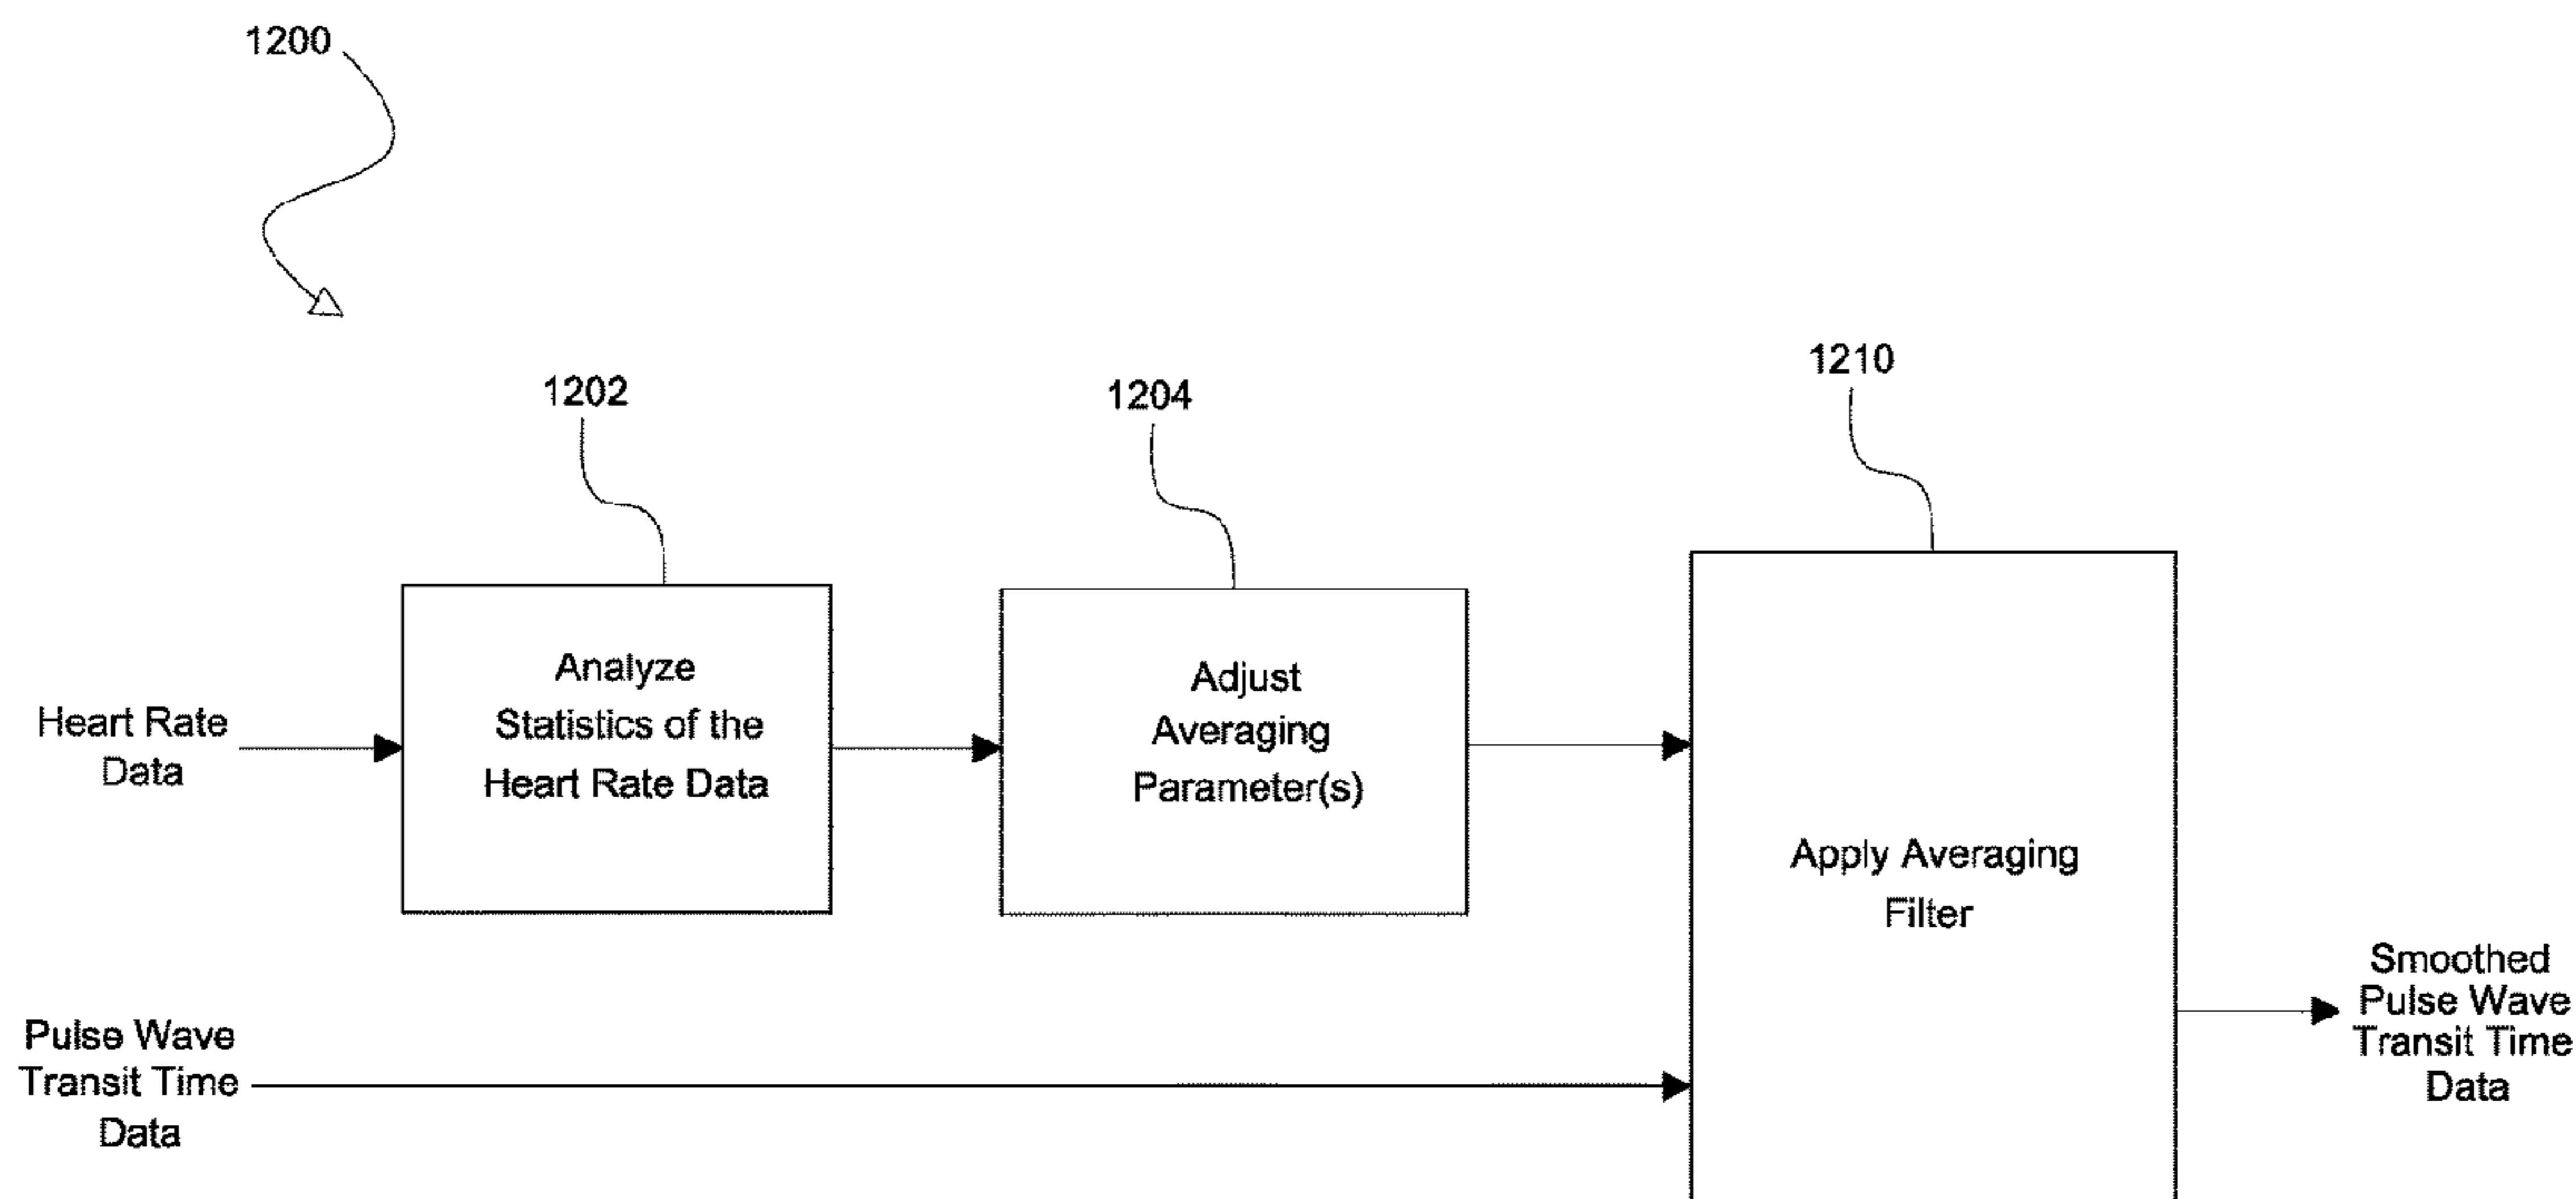 1200
1202
1204
1210
Analyze
Statistics of the
Heart Rate Data
Adjust
Averaging
Parameter(s)
Heart Rate
Data
Apply Averaging
Filter
Pulse Wave
Transit Time
Data
Smoothed
Pulse Wave
Transit Time
Data